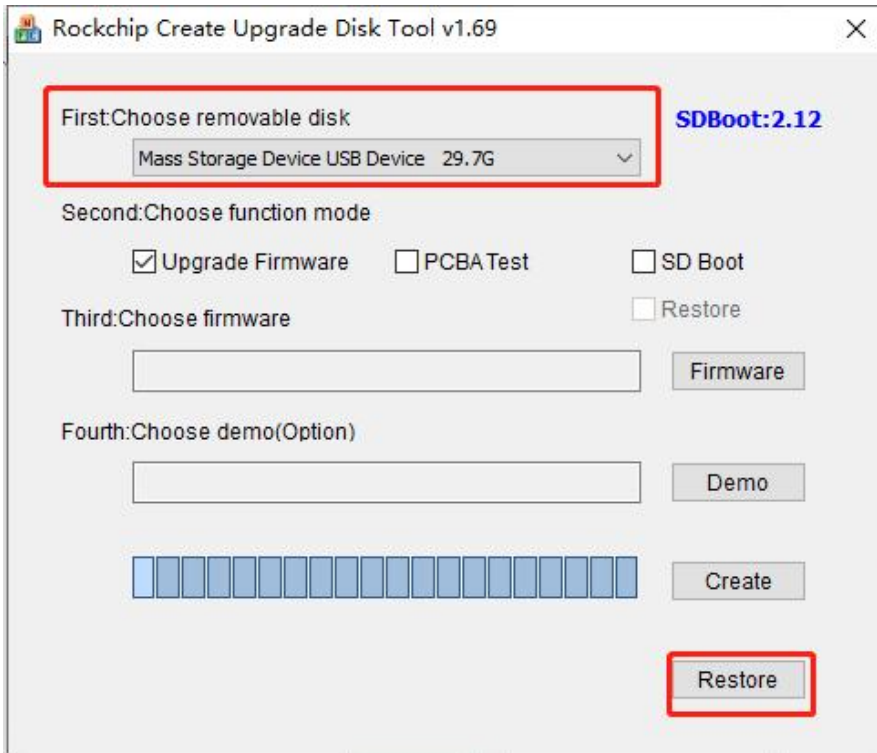 Rockchip Create Upgrade Disk Tool v1.69
First:Choose removable disk
SDBoot:2.12
Mass Storage Device USB Device 29.7G
Second:Choose function mode
Upgrade Firmware
PCBA Test
SD Boot
Restore
Third:Choose firmware
Firmware
Fourth:Choose demo(Option)
Demo
Create
Restore